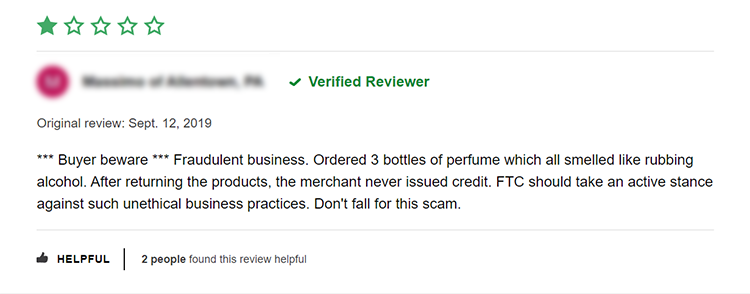 Verified Reviewer
Original review: Sept. 12, 2019
*** Buyer beware *** Fraudulent business. Ordered 3 bottles of perfume which all smelled like rubbing
alcohol. After returning the products, the merchant never issued credit. FTC should take an active stance
against such unethical business practices. Don't fall for this scam.
HELPFUL 2 people found this review helpful